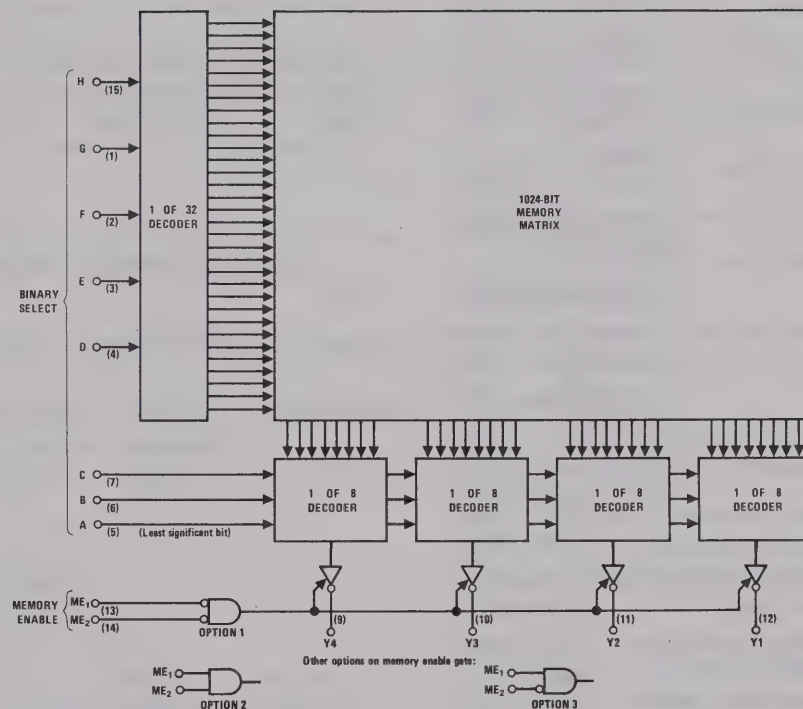 H
(15)
G
(1)
F
(2)
E
(3)
D
(4)
BINARY
SELECT
1 OF 32
DECODER
1024-BIT
MEMORY
MATRIX
C
(7)
B
(6)
A
(5) (Least significant bit)
1 OF 8
DECODER
1 OF 8
DECODER
1 OF 8
DECODER
1 OF 8
DECODER
MEMORY
ENABLE
ME1
(13)
ME2
(14)
OPTION 1
(9)
Y4
(10)
Y3
(11)
Y2
(12)
Y1
Other options on memory enable gate:
ME1
ME2
OPTION 2
ME1
ME2
OPTION 3